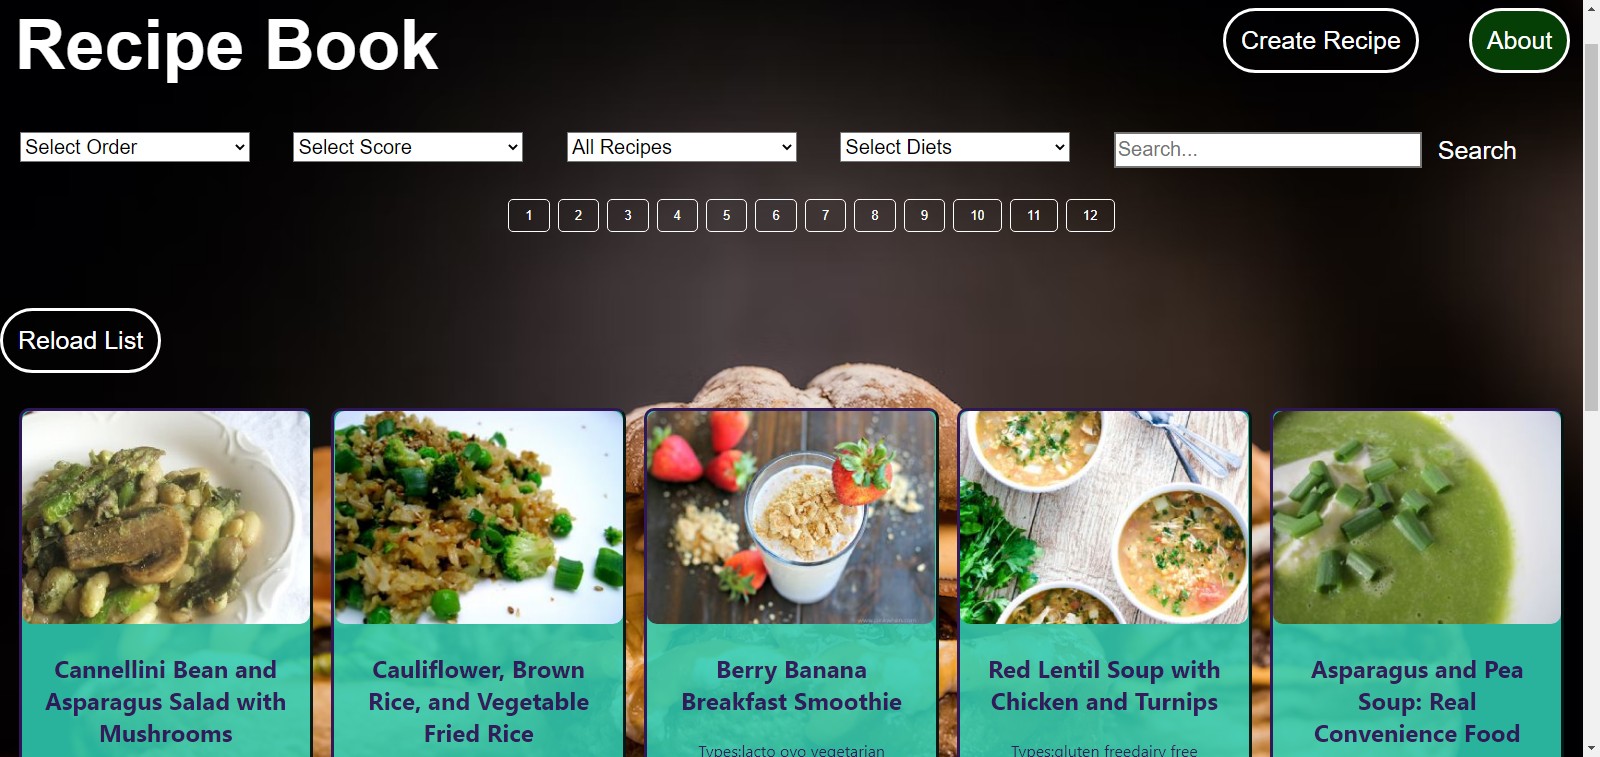 Recipe Book
Create Recipe
About
Select Order
Select Score
All Recipes
Select Diets
Search...
Search
1 2 3 4 5 6 7 8 9 10 11 12
Reload List
Cannellini Bean and
Asparagus Salad with
Mushrooms
Cauliflower, Brown
Rice, and Vegetable
Fried Rice
Berry Banana
Breakfast Smoothie
Types:lacto ovo vegetarian
Red Lentil Soup with
Chicken and Turnips
Types:gluten freedairy free
Asparagus and Pea
Soup: Real
Convenience Food